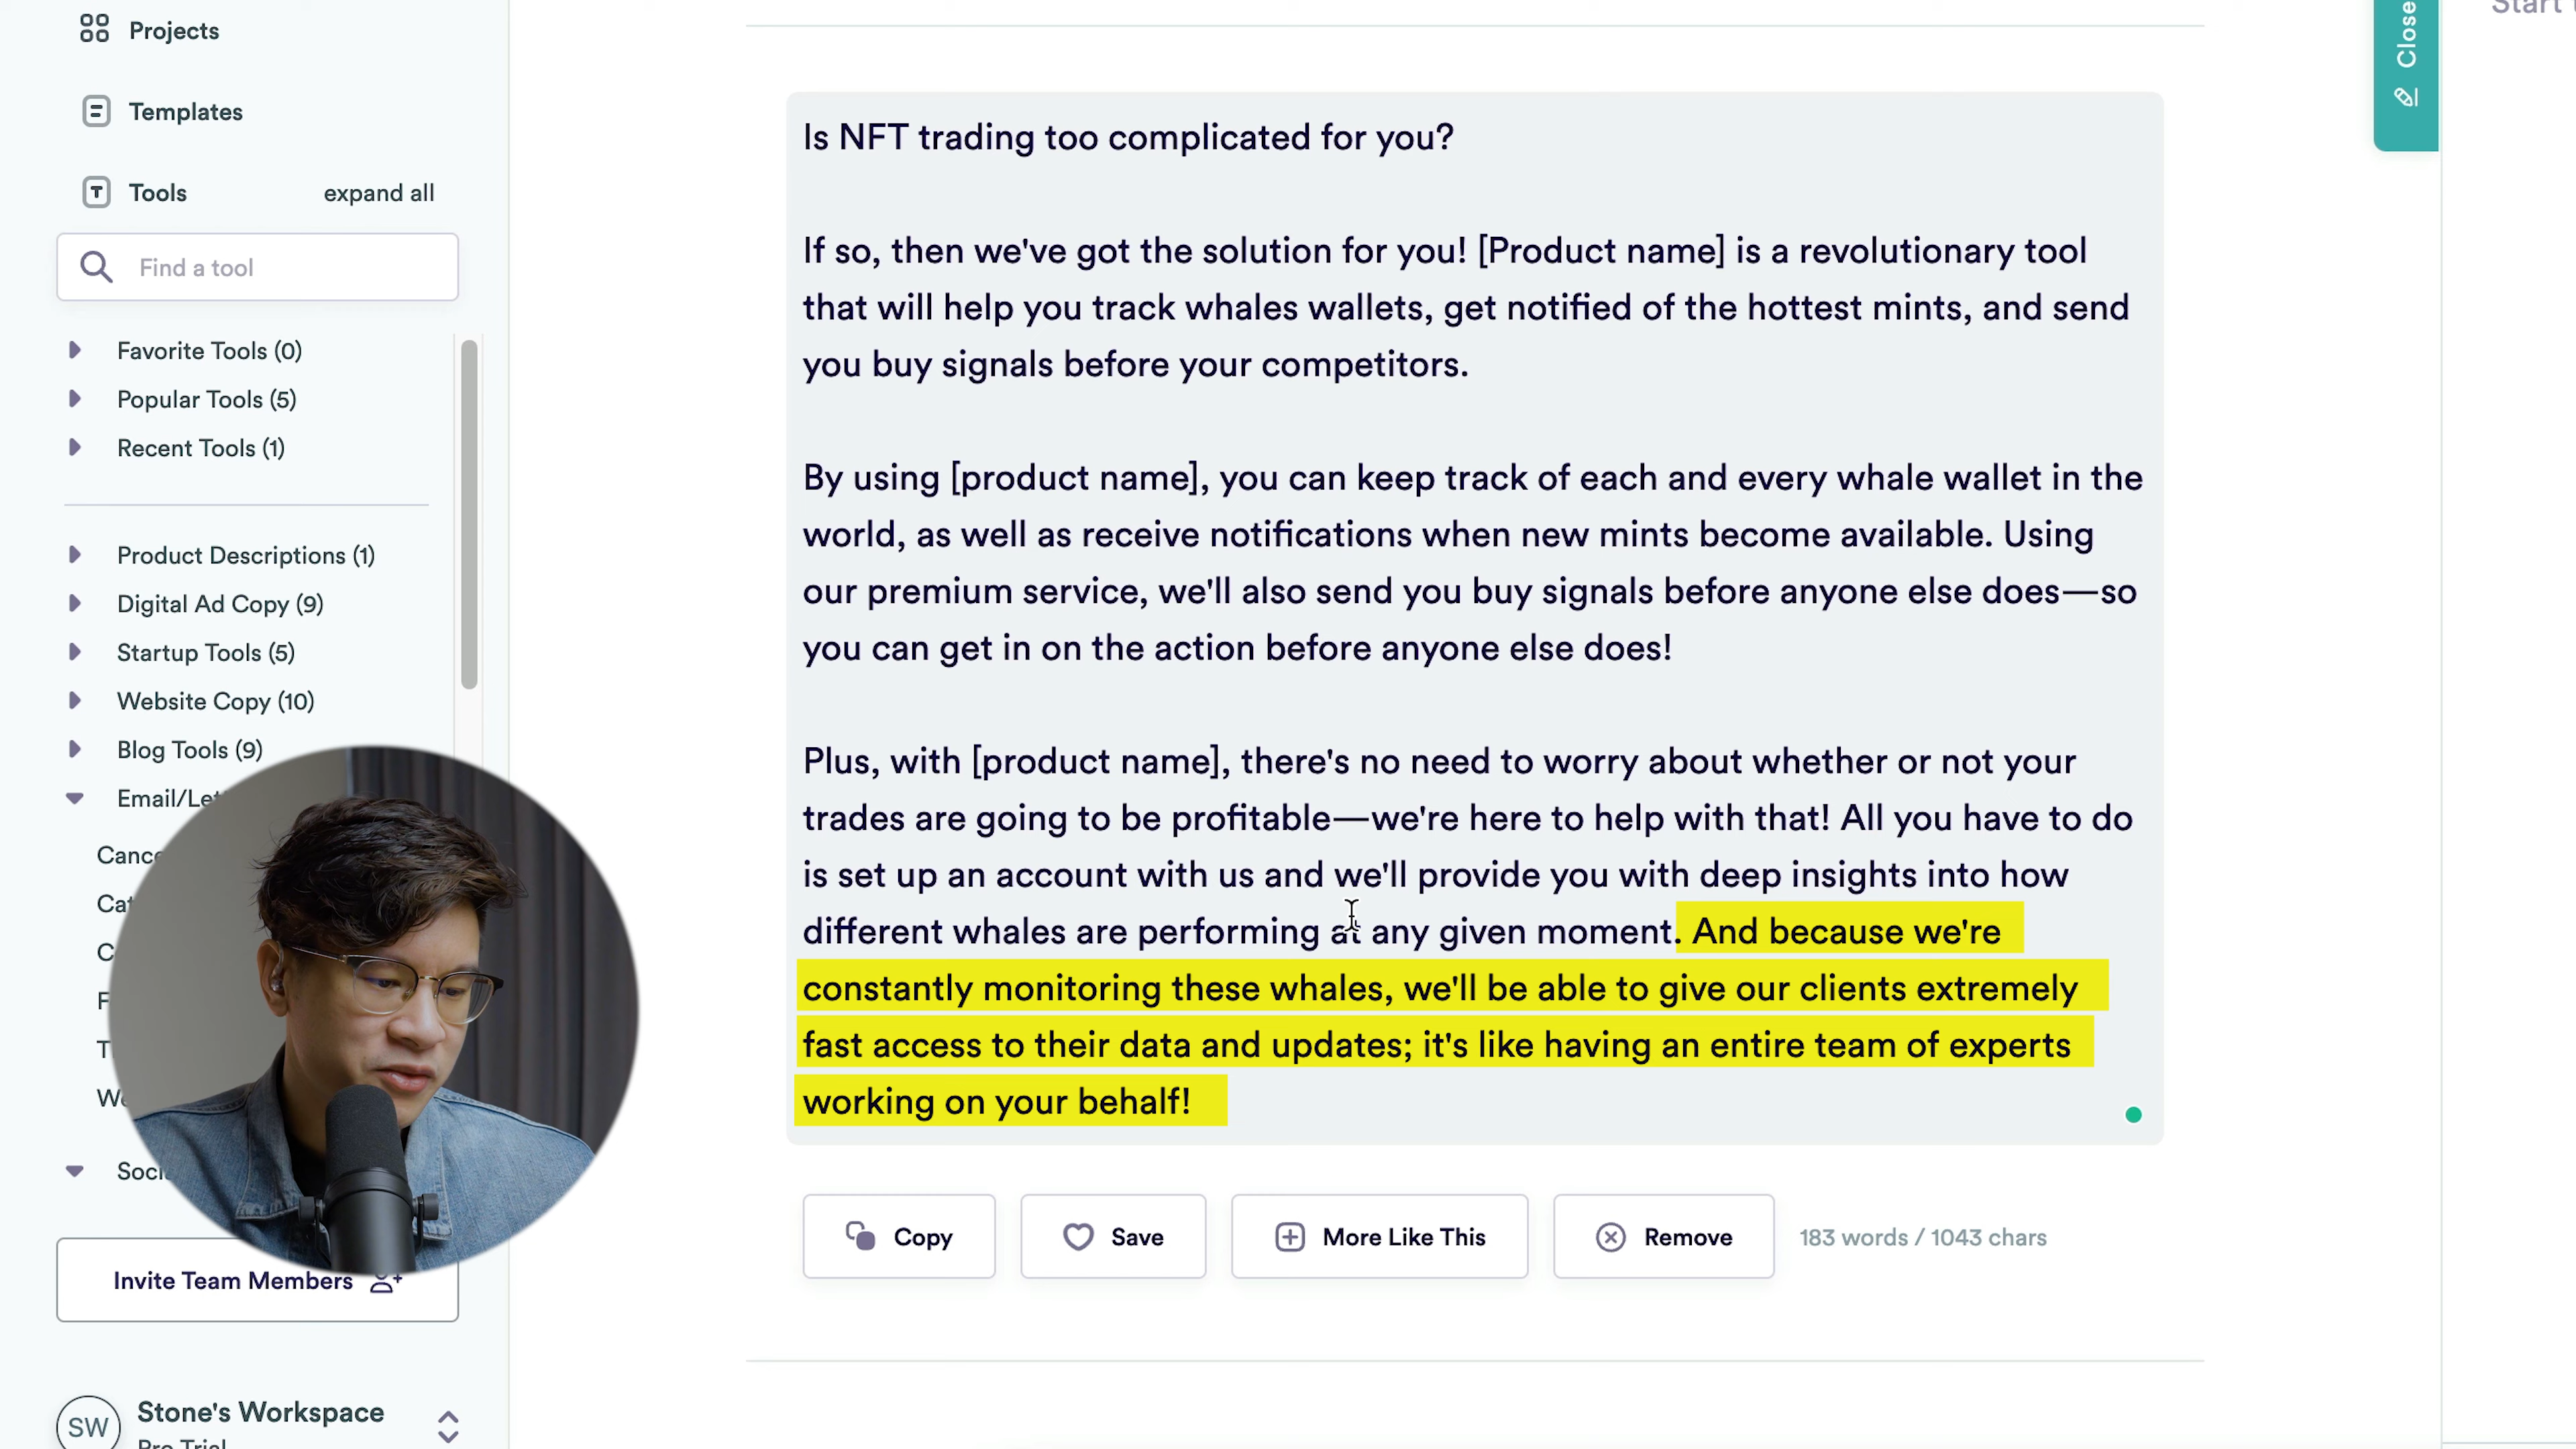 Projects
Templates
Tools expand all
Find a tool
Favorite Tools (0)
Popular Tools (5)
Recent Tools (1)
Product Descriptions (1)
Digital Ad Copy (9)
Startup Tools (5)
Website Copy (10)
Blog Tools (9)
Invite Team Members
SW Stone's Workspace
Pro Trial
Is NFT trading too complicated for you?
If so, then we've got the solution for you! [Product name] is a revolutionary tool
that will help you track whales wallets, get notified of the hottest mints, and send
you buy signals before your competitors.
By using [product name], you can keep track of each and every whale wallet in the
world, as well as receive notifications when new mints become available. Using
our premium service, we'll also send you buy signals before anyone else does—so
you can get in on the action before anyone else does!
Plus, with [product name], there's no need to worry about whether or not your
trades are going to be profitable—we're here to help with that! All you have to do
is set up an account with us and we'll provide you with deep insights into how
different whales are performing at any given moment. And because we're
constantly monitoring these whales, we'll be able to give our clients extremely
fast access to their data and updates; it's like having an entire team of experts
working on your behalf!
Copy Save More Like This Remove 183 words / 1043 chars
Close
Start